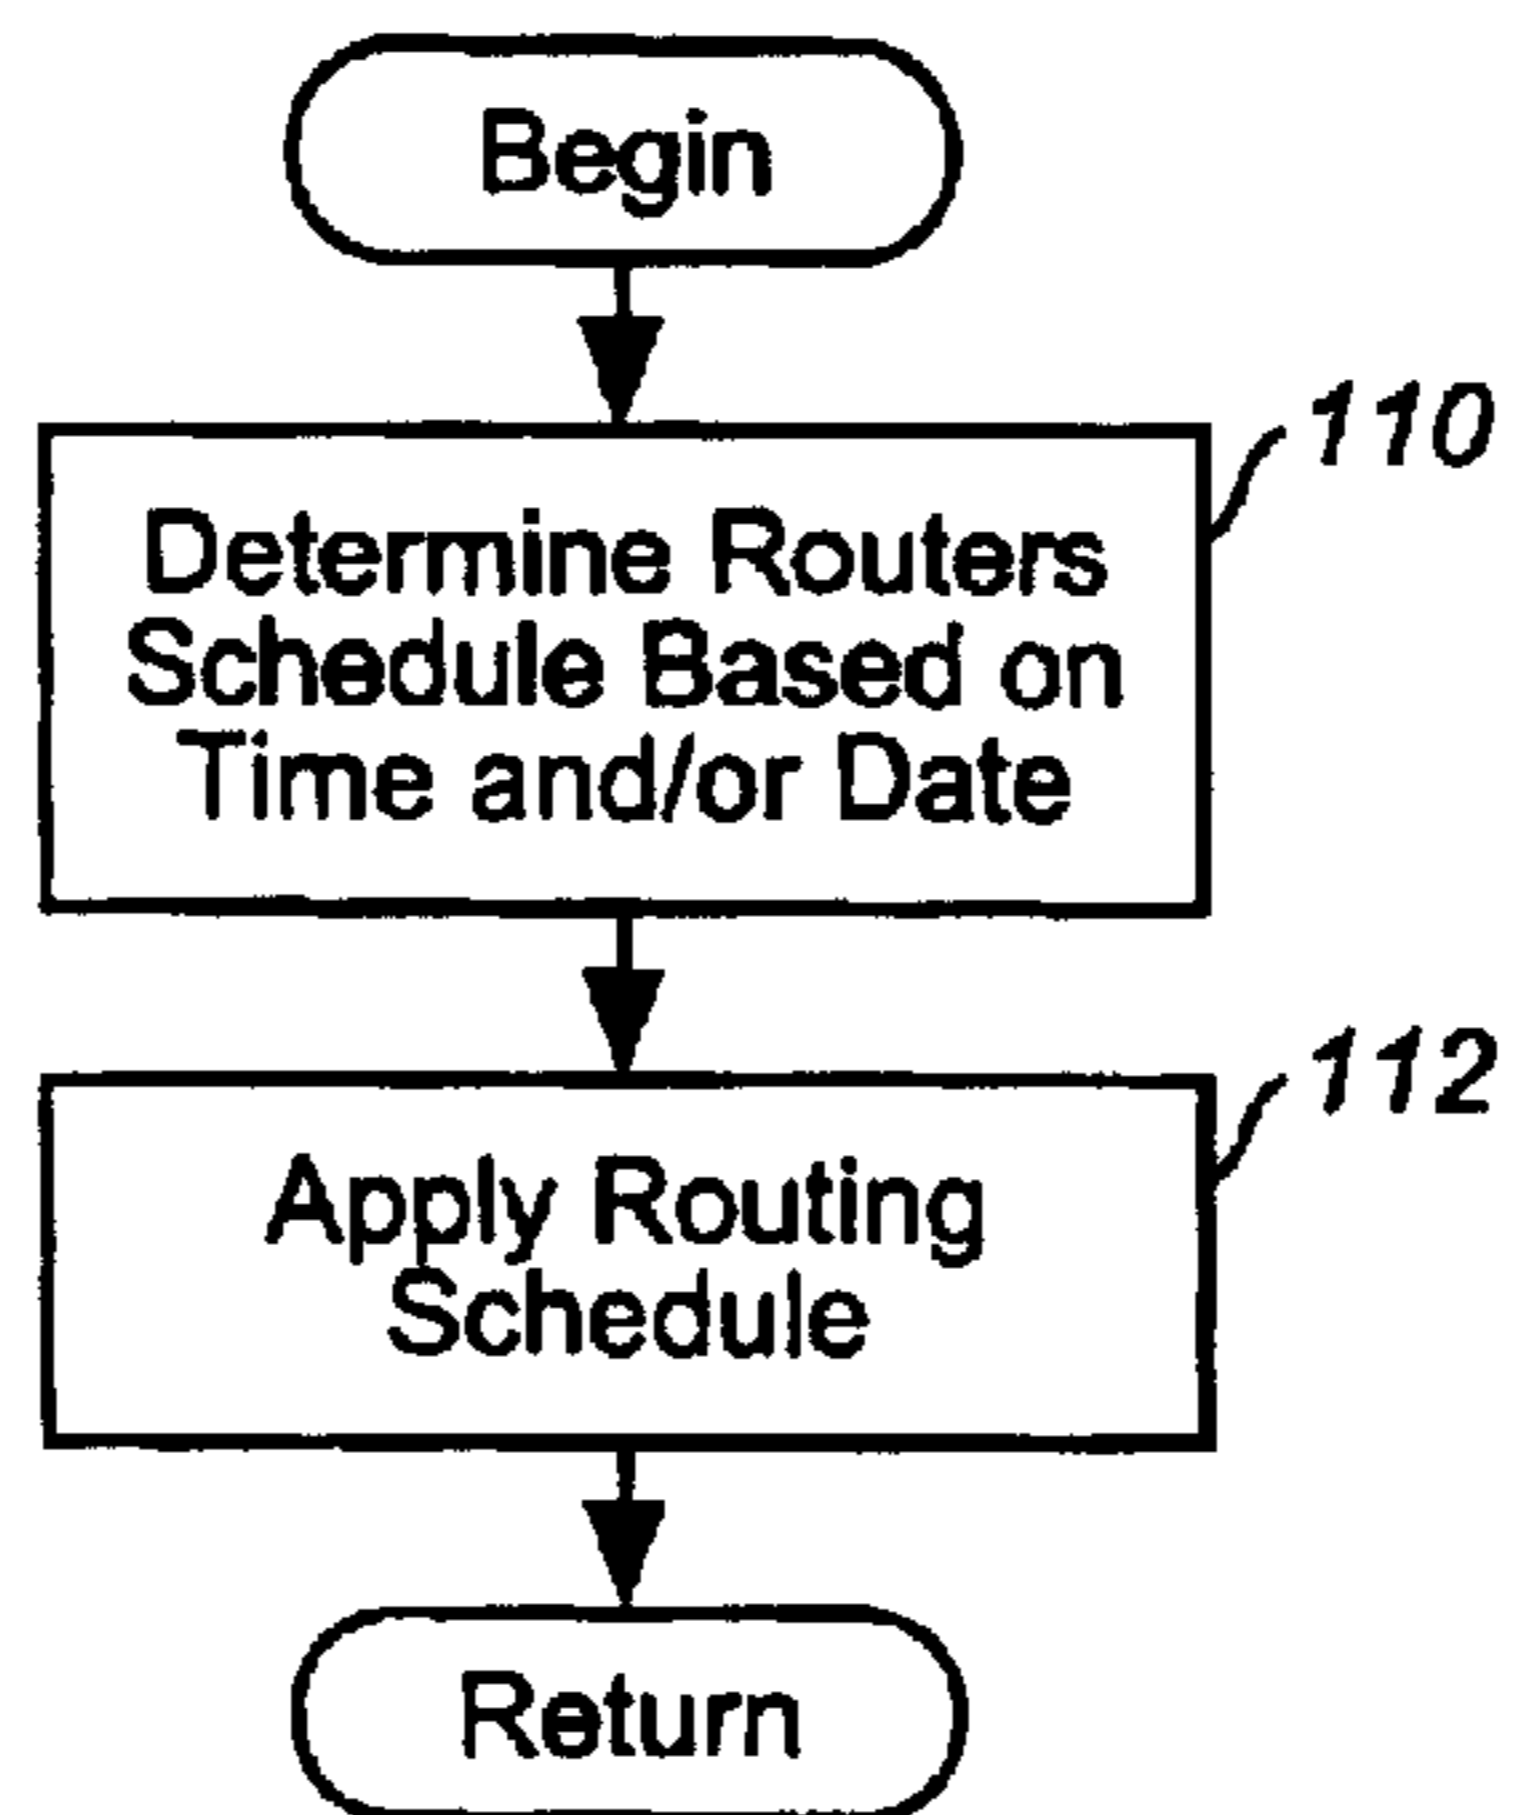 Begin
110
Determine Routers
Schedule Based on
Time and/or Date
112
Apply Routing
Schedule
Return